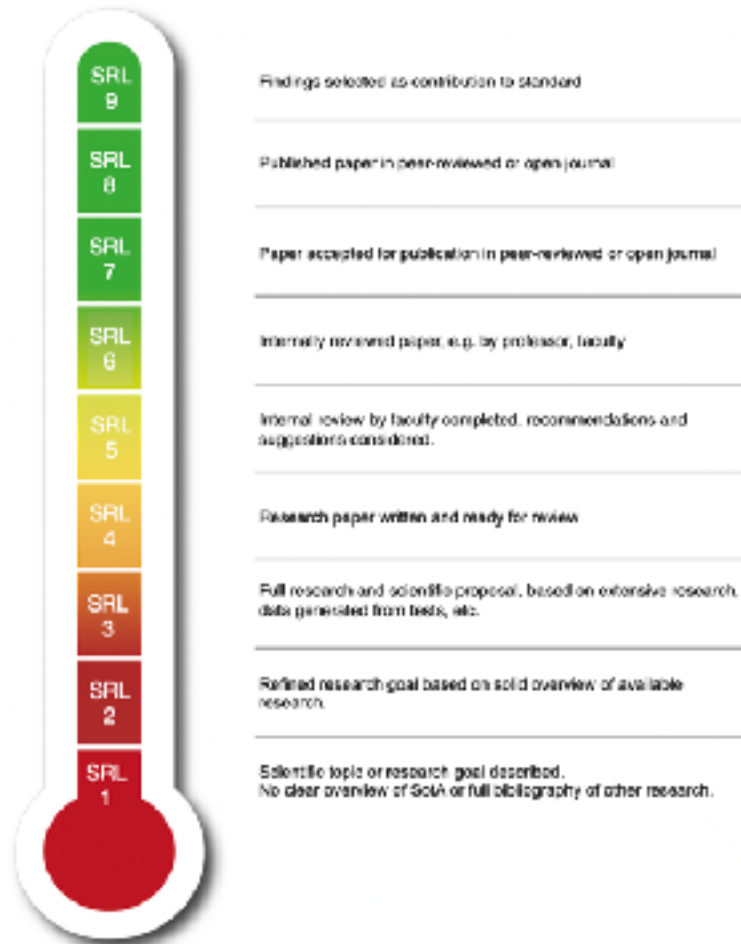 SRL
9
Findings selected as contribution to standard
SRL
8
Published paper in peer-reviewed or open journal
SRL
7
Paper accepted for publication in peer-reviewed or open journal
SRL
6
Internally reviewed paper, e.g. by professor, faculty
SRL
5
Internal review by faculty completed, recommendations and
suggestions considered.
SRL
4
Research paper written and ready for review
SRL
3
Full research and scientific proposal, based on extensive research,
data generated from tests, etc.
SRL
2
Refined research goal based on solid overview of available
research.
SRL
1
Scientific topic or research goal described.
No clear overview of SotA or full bibliography of other research.